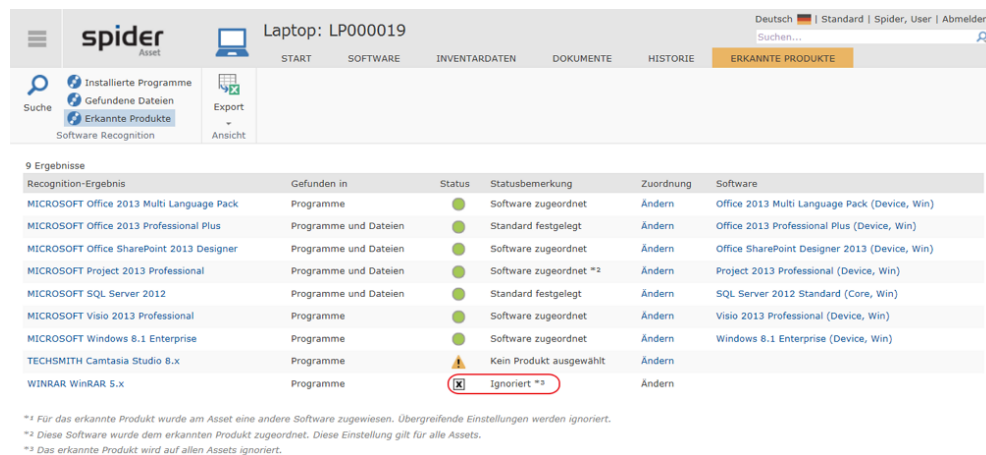 Deutsch | Standard | Spider, User | Abmelden
spider
Asset
Laptop: LP000019
Suchen...
START SOFTWARE INVENTARDATEN DOKUMENTE HISTORIE ERKANNTE PRODUKTE
Suche
Installierte Programme
Gefundene Dateien
Erkannte Produkte
Export
Software Recognition
Ansicht
9 Ergebnisse
Recognition-Ergebnis Gefunden in Status Statusbemerkung Zuordnung Software
MICROSOFT Office 2013 Multi Language Pack Programme Software zugeordnet Ändern Office 2013 Multi Language Pack (Device, Win)
MICROSOFT Office 2013 Professional Plus Programme und Dateien Standard festgelegt Ändern Office 2013 Professional Plus (Device, Win)
MICROSOFT Office SharePoint 2013 Designer Programme und Dateien Software zugeordnet Ändern Office SharePoint Designer 2013 (Device, Win)
MICROSOFT Project 2013 Professional Programme und Dateien Software zugeordnet *² Ändern Project 2013 Professional (Device, Win)
MICROSOFT SQL Server 2012 Programme und Dateien Standard festgelegt Ändern SQL Server 2012 Standard (Core, Win)
MICROSOFT Visio 2013 Professional Programme Software zugeordnet Ändern Visio 2013 Professional (Device, Win)
MICROSOFT Windows 8.1 Enterprise Programme Software zugeordnet Ändern Windows 8.1 Enterprise (Device, Win)
TECHSMITH Camtasia Studio 8.x Programme Kein Produkt ausgewählt Ändern
WINRAR WinRAR 5.x Programme Ignoriert *³ Ändern
*¹ Für das erkannte Produkt wurde am Asset eine andere Software zugewiesen. Übergreifende Einstellungen werden ignoriert.
*² Diese Software wurde dem erkannten Produkt zugeordnet. Diese Einstellung gilt für alle Assets.
*³ Das erkannte Produkt wird auf allen Assets ignoriert.